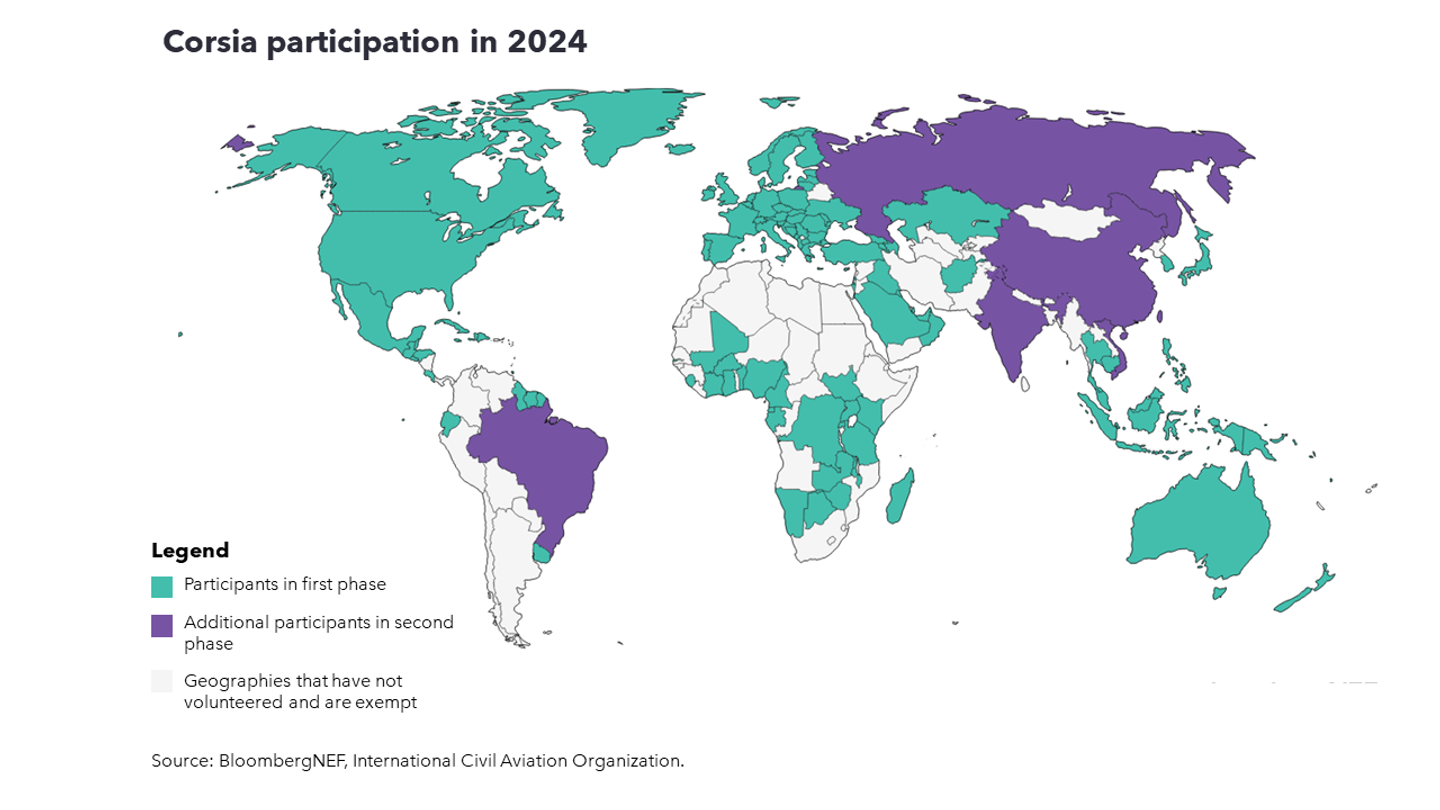 Corsia participation in 2024
Legend
Participants in first phase
Additional participants in second
phase
Geographies that have not
volunteered and are exempt
Source: BloombergNEF, International Civil Aviation Organization.